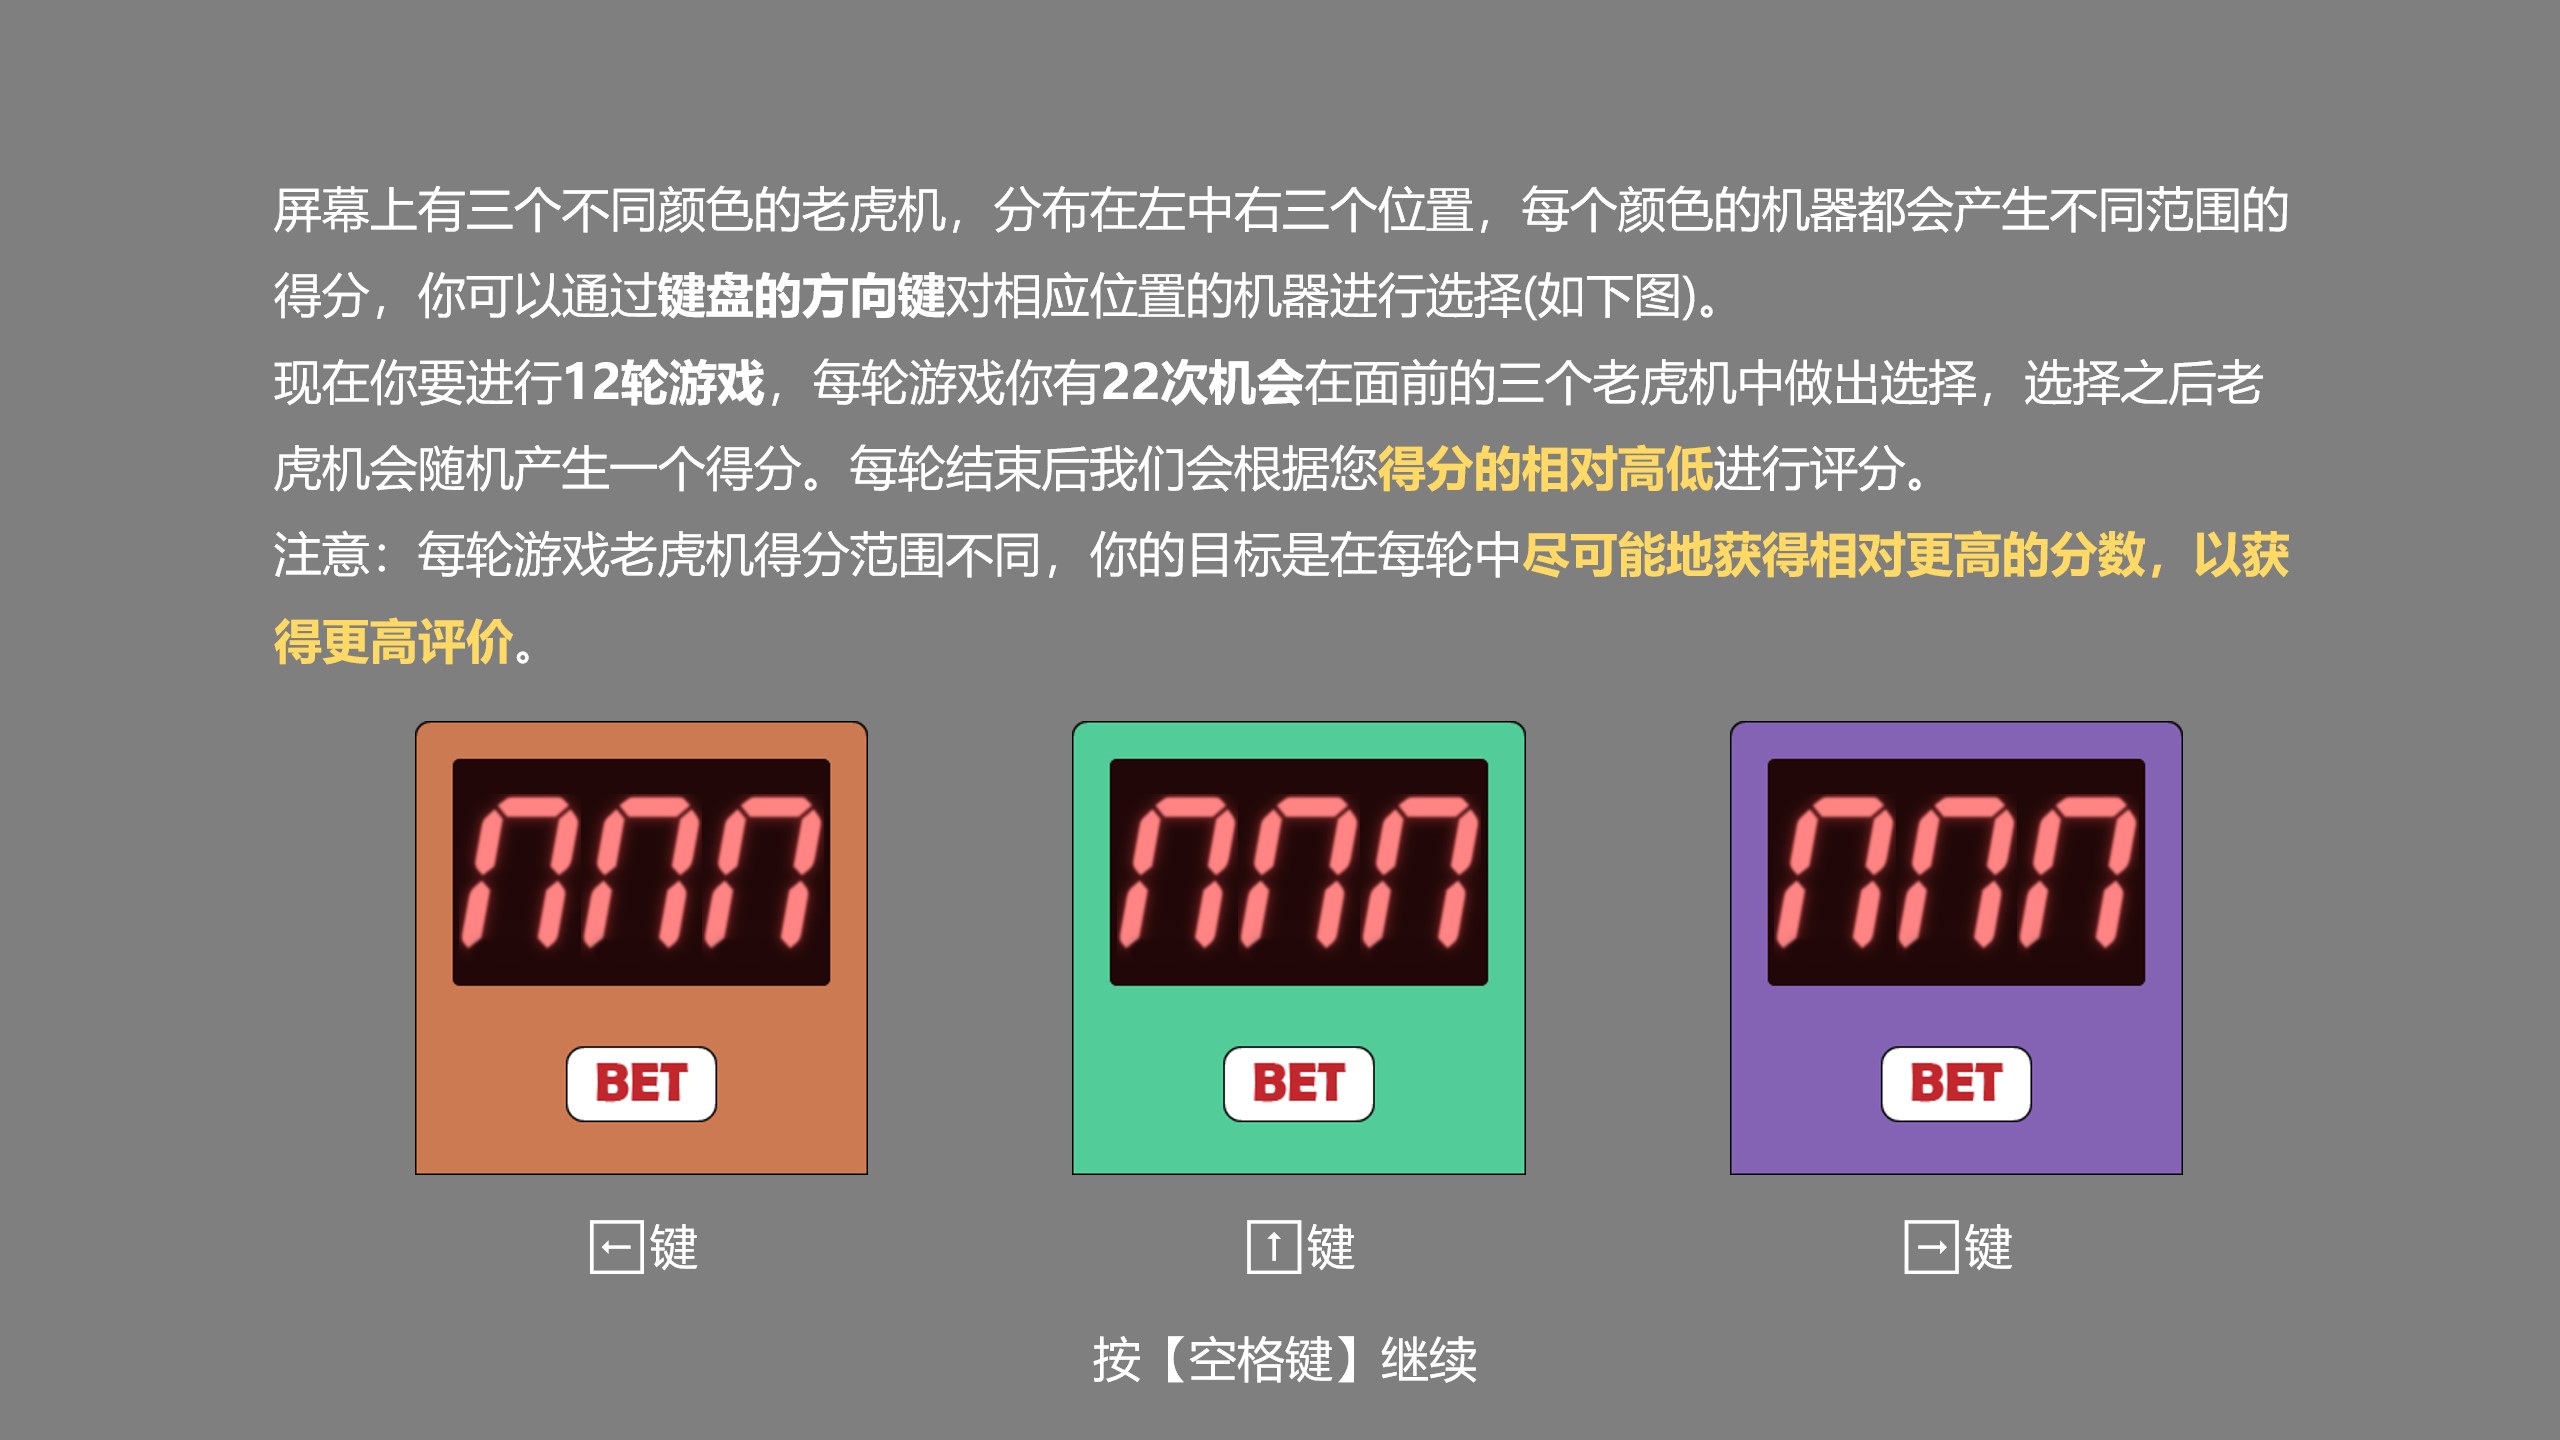 屏幕上有三个不同颜色的老虎机，分布在左中右三个位置，每个颜色的机器都会产生不同范围的
得分，你可以通过键盘的方向键对相应位置的机器进行选择(如下图)。
现在你要进行12轮游戏，每轮游戏你有22次机会在面前的三个老虎机中做出选择，选择之后老
虎机会随机产生一个得分。每轮结束后我们会根据您得分的相对高低进行评分。
注意：每轮游戏老虎机得分范围不同，你的目标是在每轮中尽可能地获得相对更高的分数，以获
得更高评价。
BET
BET
BET
←键
↑键
→键
按【空格键】继续